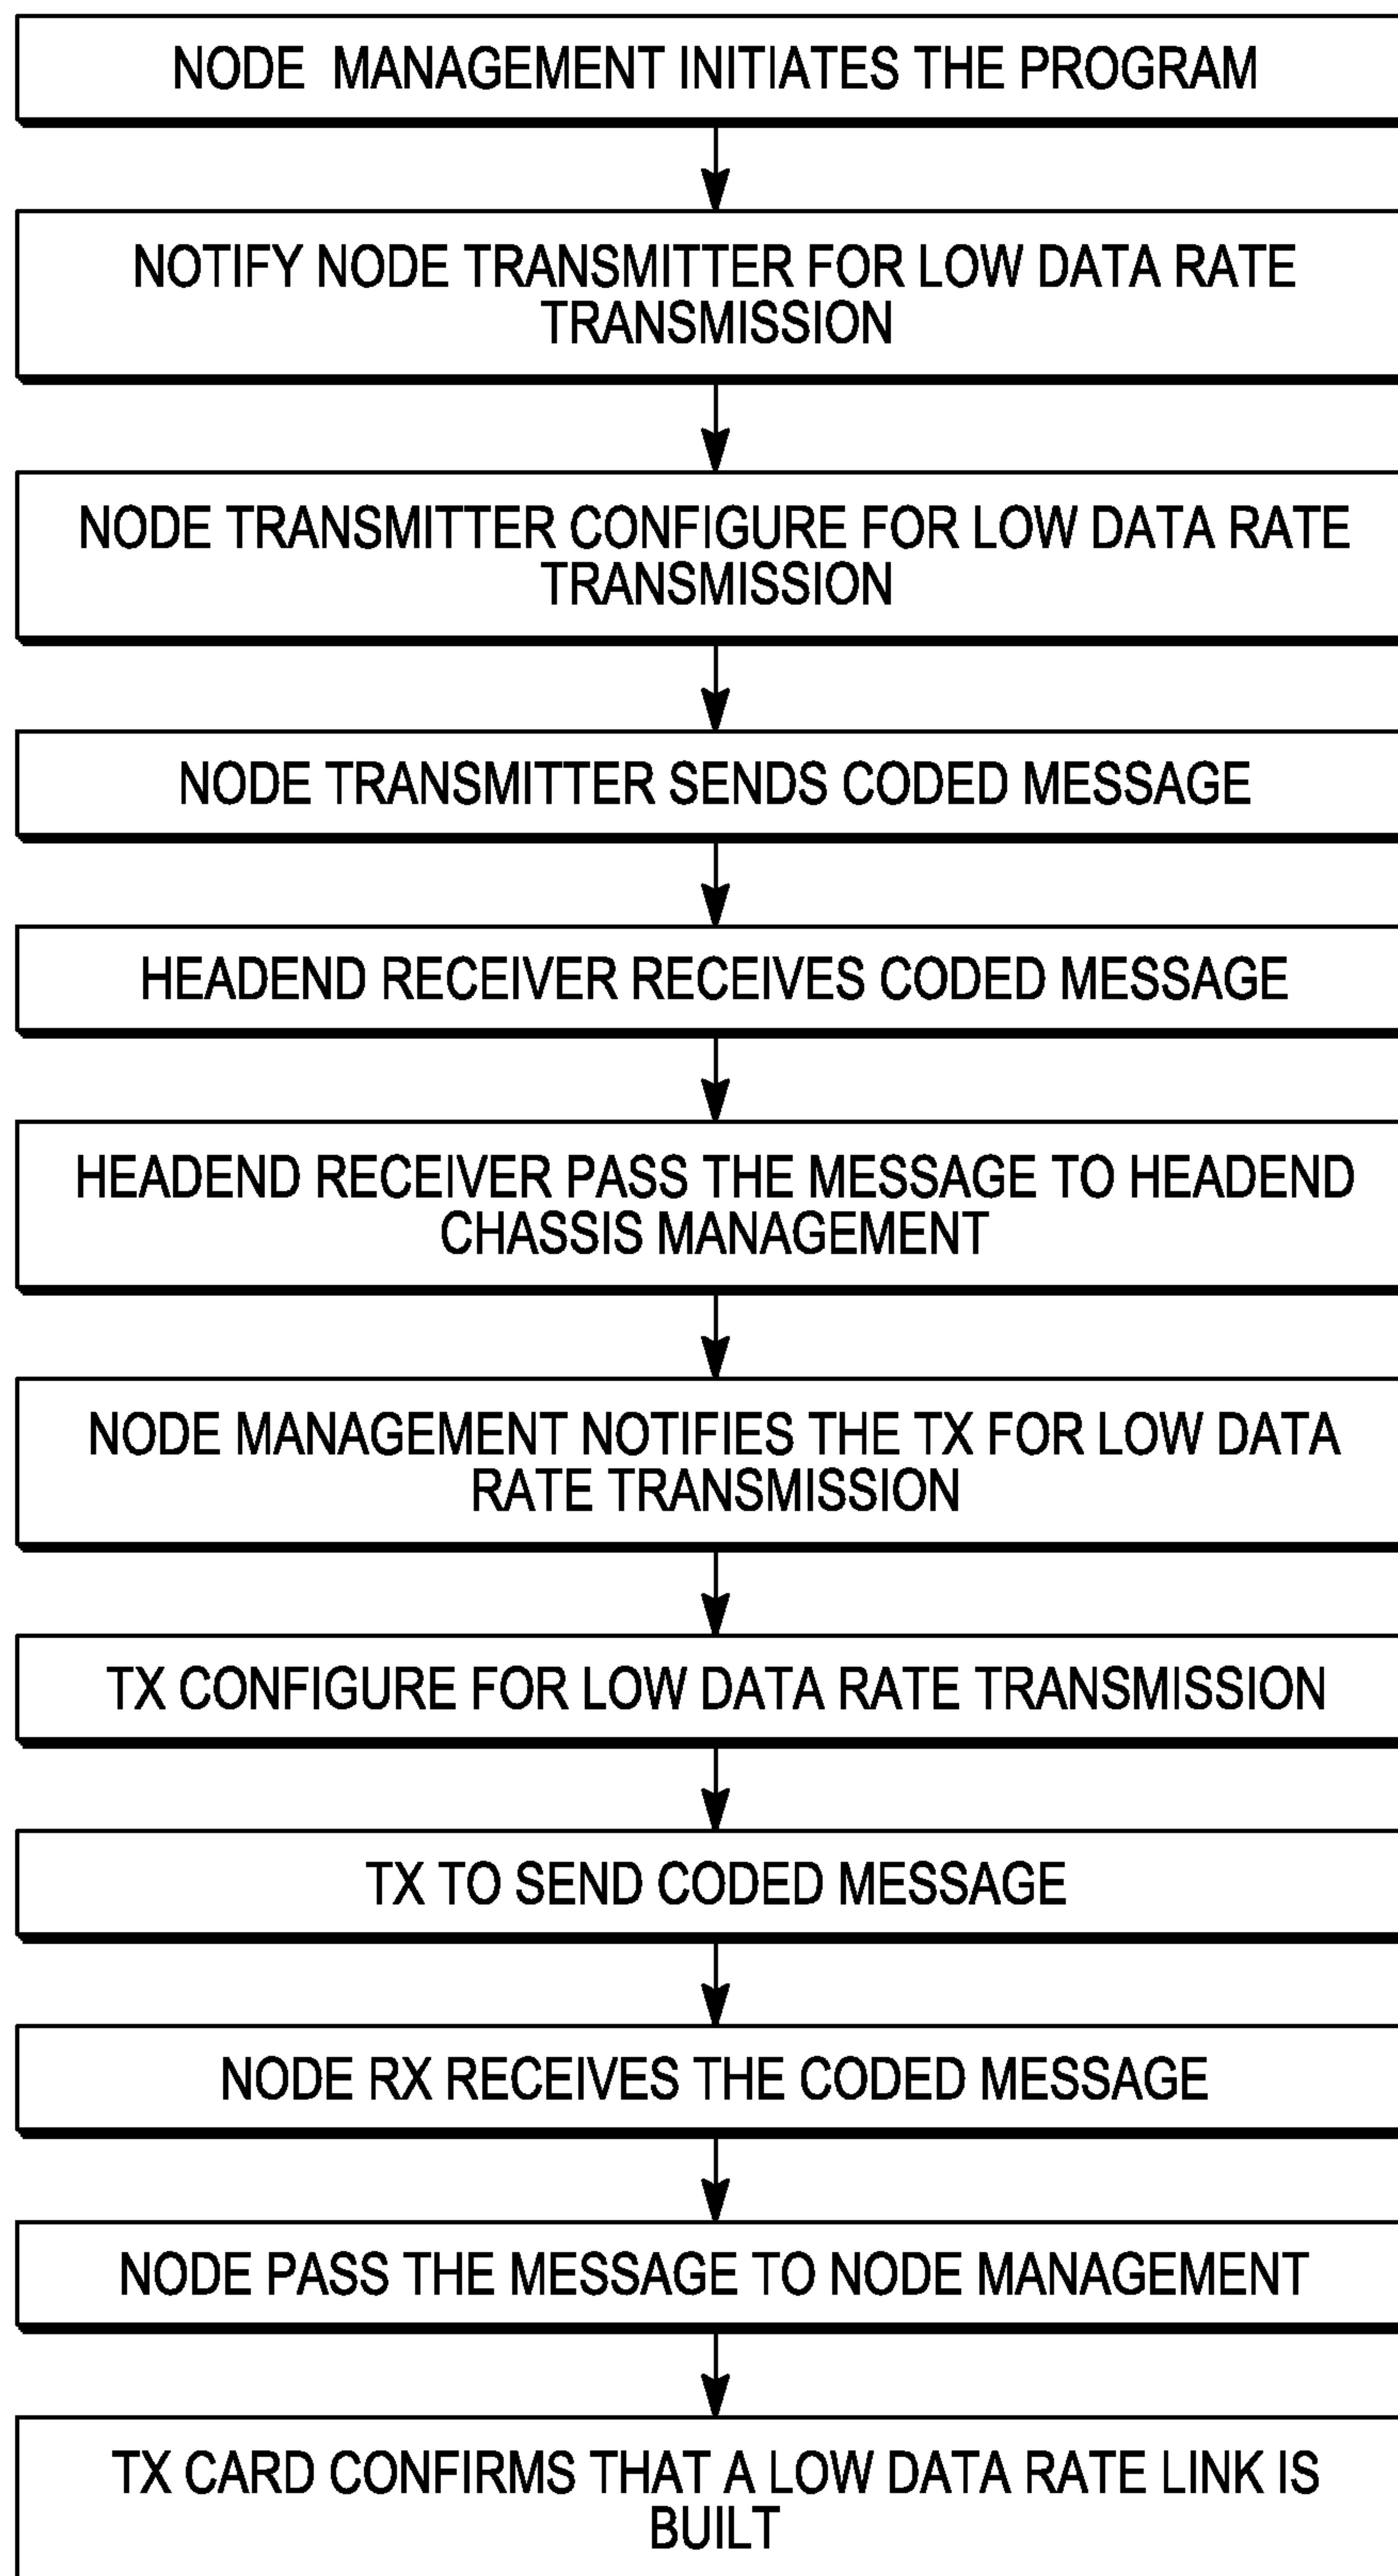 NODE MANAGEMENT INITIATES THE PROGRAM
NOTIFY NODE TRANSMITTER FOR LOW DATA RATE
TRANSMISSION
NODE TRANSMITTER CONFIGURE FOR LOW DATA RATE
TRANSMISSION
NODE TRANSMITTER SENDS CODED MESSAGE
HEADEND RECEIVER RECEIVES CODED MESSAGE
HEADEND RECEIVER PASS THE MESSAGE TO HEADEND
CHASSIS MANAGEMENT
NODE MANAGEMENT NOTIFIES THE TX FOR LOW DATA
RATE TRANSMISSION
TX CONFIGURE FOR LOW DATA RATE TRANSMISSION
TX TO SEND CODED MESSAGE
NODE RX RECEIVES THE CODED MESSAGE
NODE PASS THE MESSAGE TO NODE MANAGEMENT
TX CARD CONFIRMS THAT A LOW DATA RATE LINK IS
BUILT